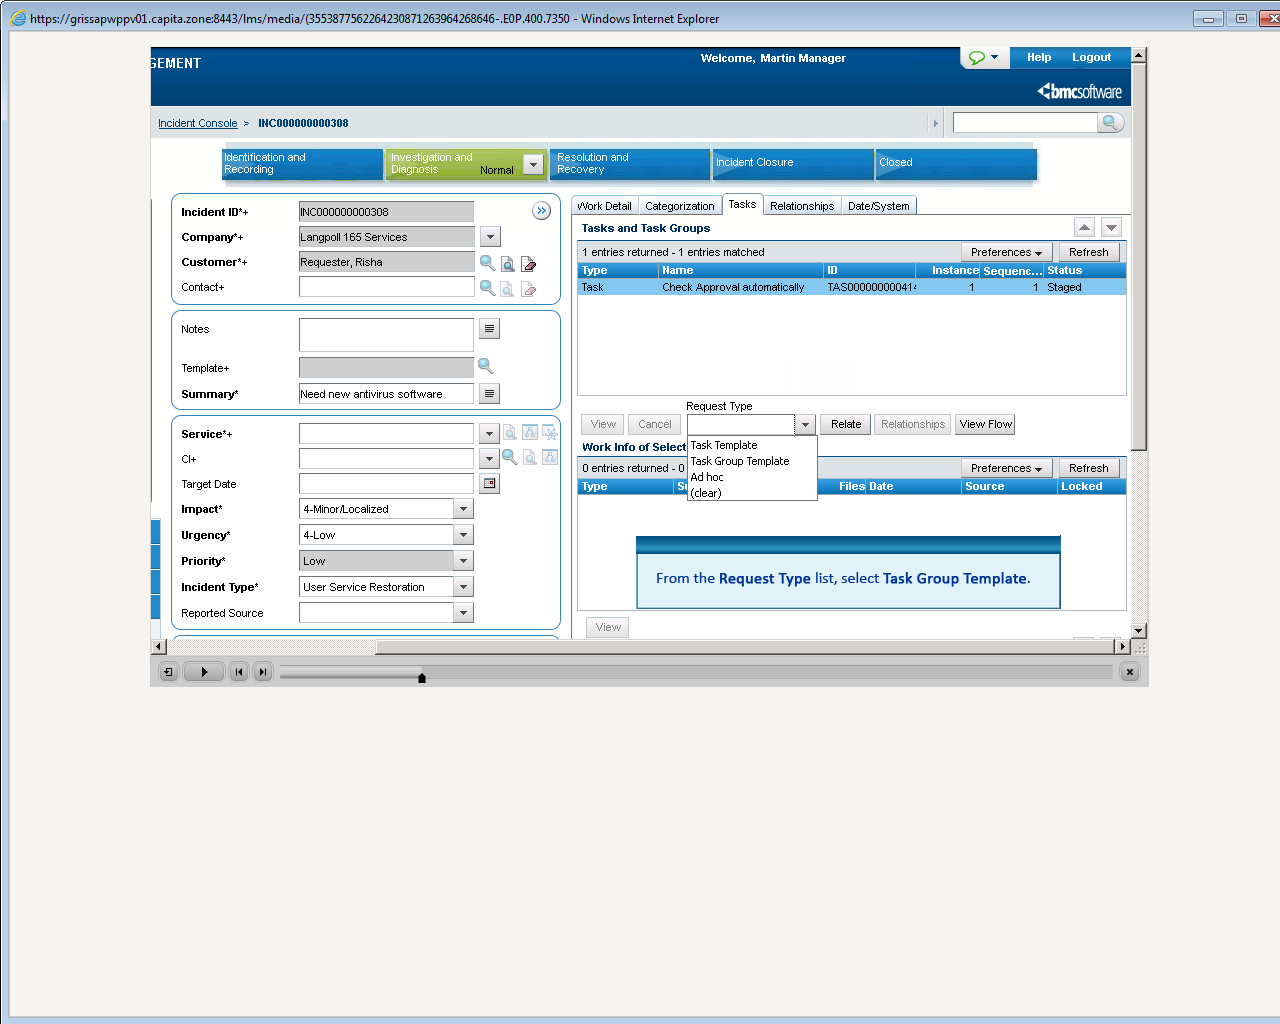 https://grissapwppv01.capita.zone:8443/lms/media/(3553877562264230871263964268646-.E0P.400.7350 - Windows Internet Explorer
GEMENT
Welcome, Martin Manager
Help
Logout
bmcsoftware
Incident Console > INC000000000308
Identification and Recording
Investigation and Diagnosis
Normal
Resolution and Recovery
Incident Closure
Closed
Incident ID*+ INC000000000308
Company*+ Langpoll 165 Services
Customer*+ Requester, Risha
Contact+
Notes
Template+
Summary* Need new antivirus software
Service*+
CI+
Target Date
Impact* 4-Minor/Localized
Urgency* 4-Low
Priority* Low
Incident Type* User Service Restoration
Reported Source
Work Detail Categorization Tasks Relationships Date/System
Tasks and Task Groups
1 entries returned - 1 entries matched Preferences Refresh
Type Name ID Instance Sequenc... Status
Task Check Approval automatically TAS00000000041 1 1 Staged
Request Type
View Cancel Relate Relationships View Flow
Task Template
Task Group Template
Ad hoc
(clear)
Work Info of Select
0 entries returned - 0 Preferences Refresh
Type Files Date Source Locked
From the Request Type list, select Task Group Template.
View